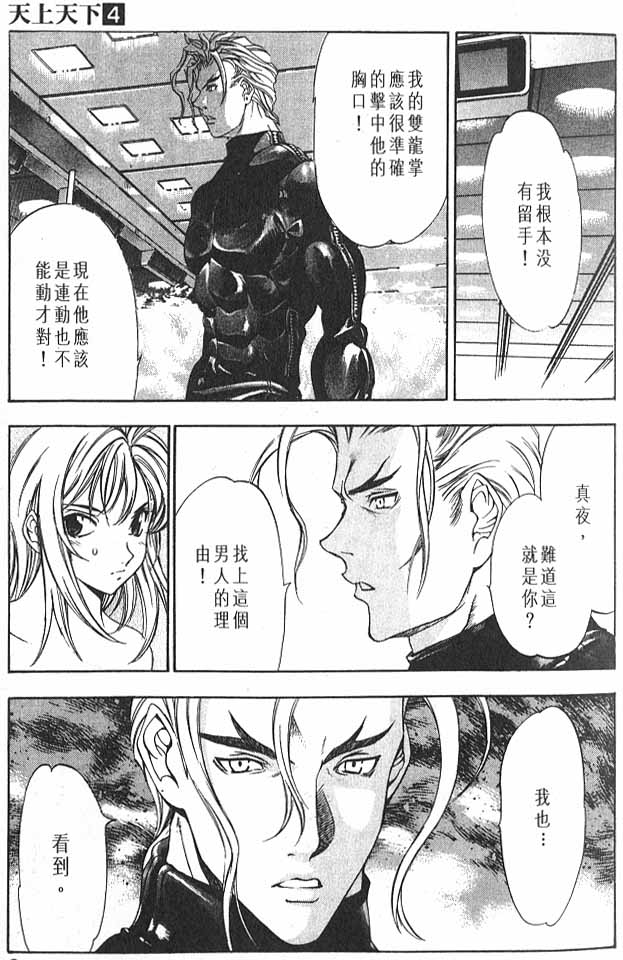 天上天下4
我根本没
有留手！
我的雙龍掌
應該很準確
的擊中他的
胸口！
現在他應該
是連動也不
能動才對！
真夜，
難道這
就是你？
找上這個
男人的理
由！
我也…
看到。